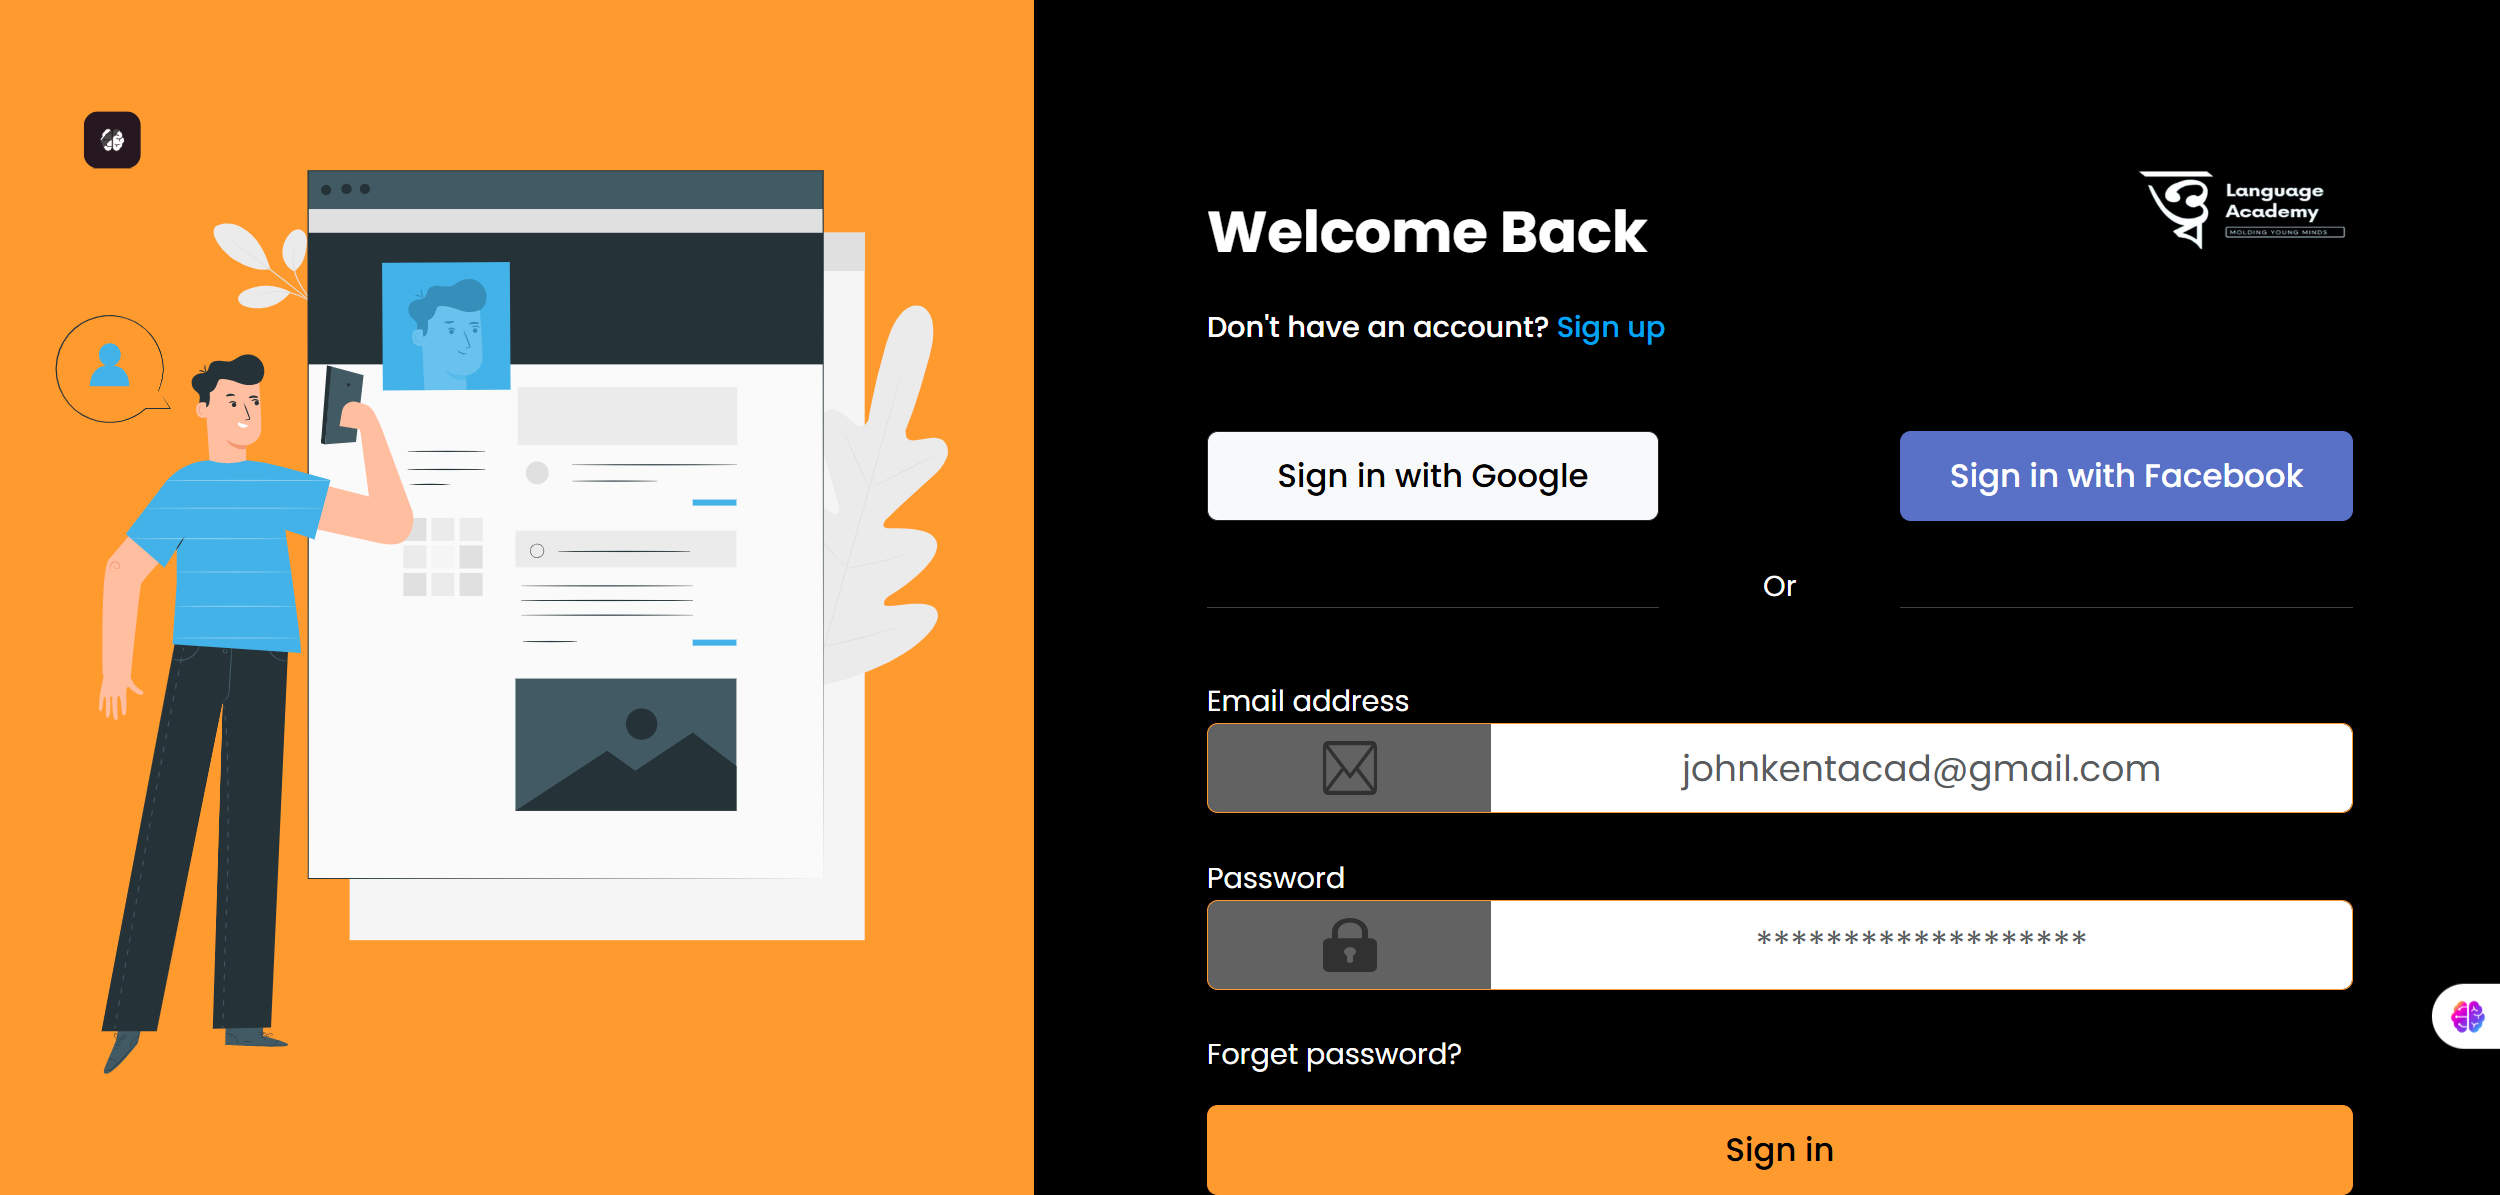 Language
Academy
MOLDING YOUNG MINDS
Welcome Back
Don't have an account? Sign up
Sign in with Google
Sign in with Facebook
Or
Email address
johnkentacad@gmail.com
Password
*******************
Forget password?
Sign in